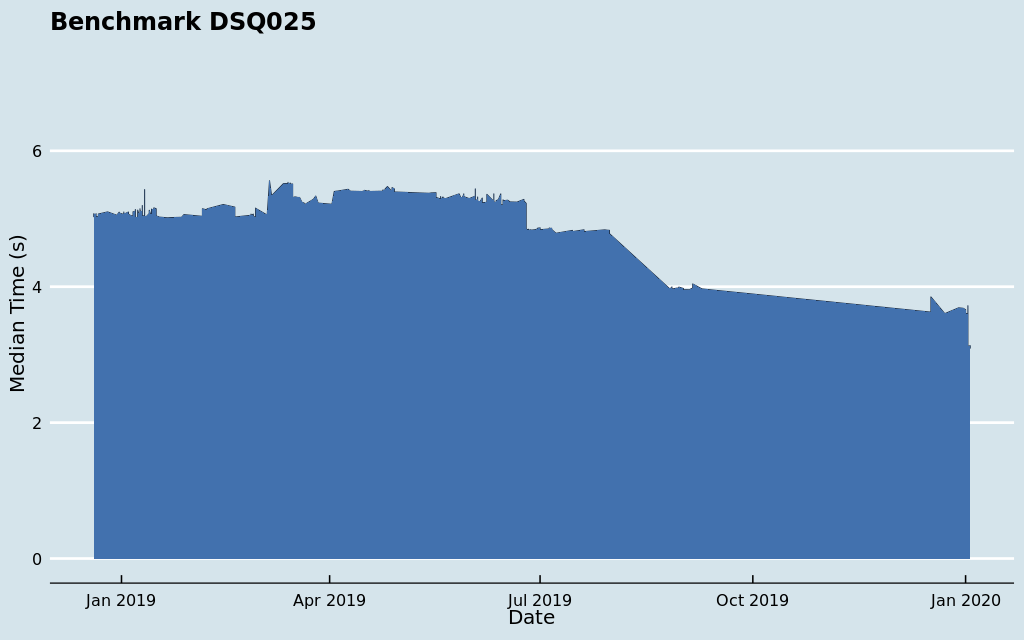 Benchmark DSQ025
6
4
2
0
Median Time (s)
Jan 2019
Apr 2019
Jul 2019
Oct 2019
Jan 2020
Date